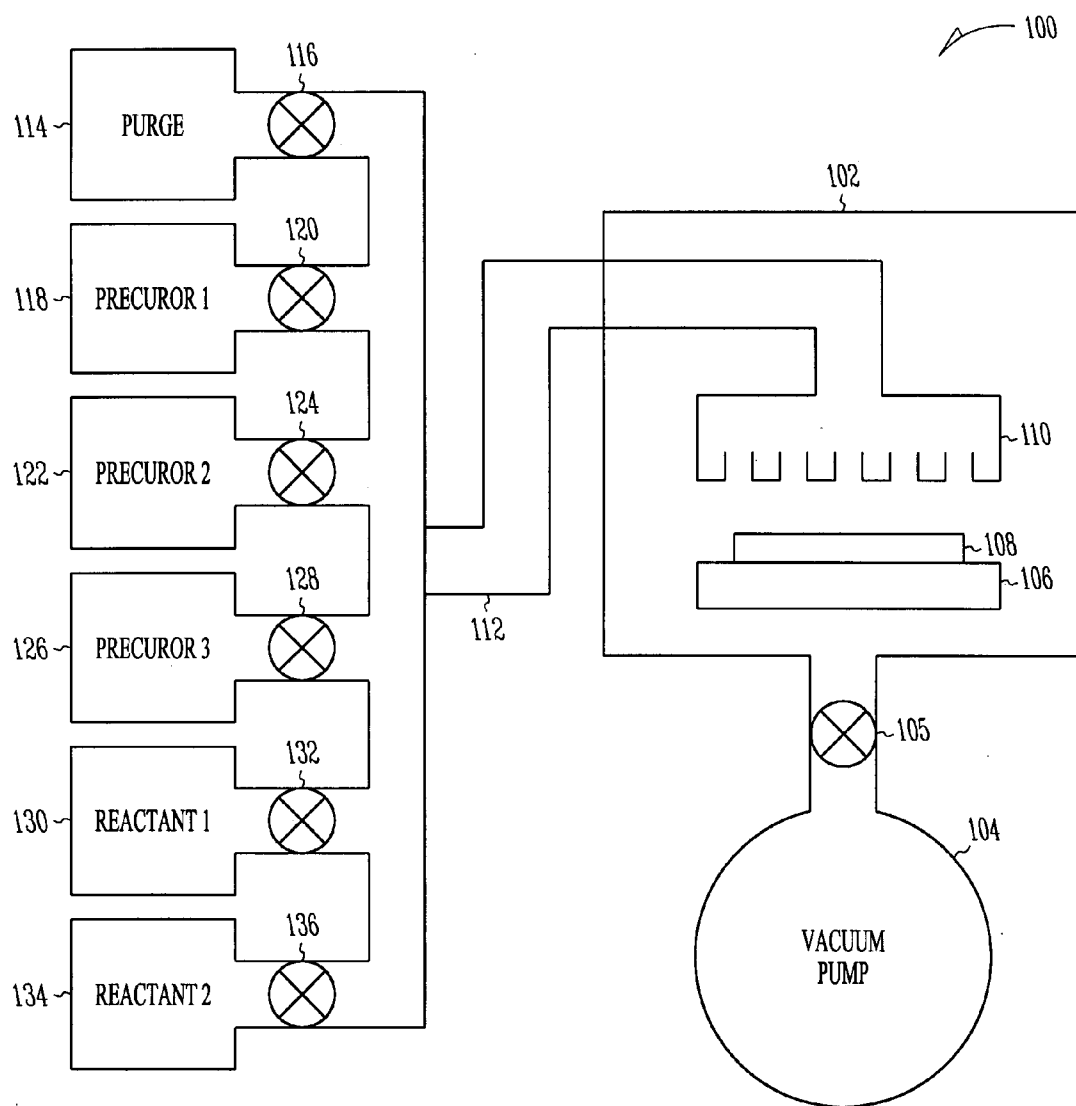 100
116
114
PURGE
102
120
118
PRECUROR 1
124
110
122
PRECUROR 2
108
106
128
112
126
PRECUROR 3
105
132
130
REACTANT 1
104
136
VACUUM
PUMP
134
REACTANT 2